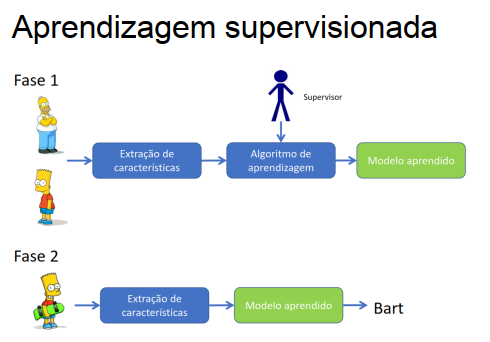 Aprendizagem supervisionada
Fase 1
Supervisor
Extração de
características
Algoritmo de
aprendizagem
Modelo aprendido
Fase 2
Extração de
características
Modelo aprendido
Bart